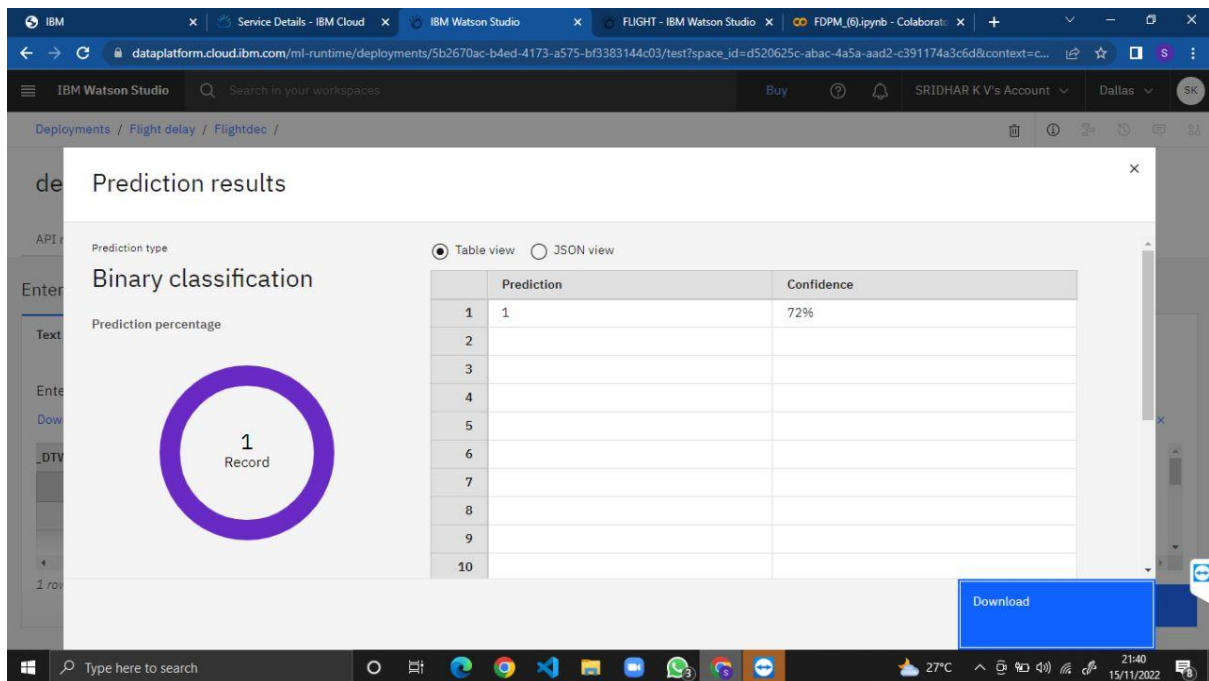 IBM
Service Details - IBM Cloud
IBM Watson Studio
FLIGHT - IBM Watson Studio
FDPM_(6).ipynb - Colaborato
dataplatform.cloud.ibm.com/ml-runtime/deployments/5b2670ac-b4ed-4173-a575-bf3383144c03/test?space_id=d520625c-abac-4a5a-aad2-c391174a3c6d&context=c...
S
IBM Watson Studio
Search in your workspaces
Buy
SRIDHAR K V's Account
Dallas
SK
Deployments / Flight delay / Flightdec /
de
Prediction results
API r
Prediction type
Binary classification
Table view
JSON view
Enter
Prediction Confidence
1 1 72%
Prediction percentage
Text
2
3
Ente
4
Dow
5
1
Record
_DTW
6
7
8
9
10
1 row
Download
Type here to search
3
27°C
21:40
15/11/2022
8